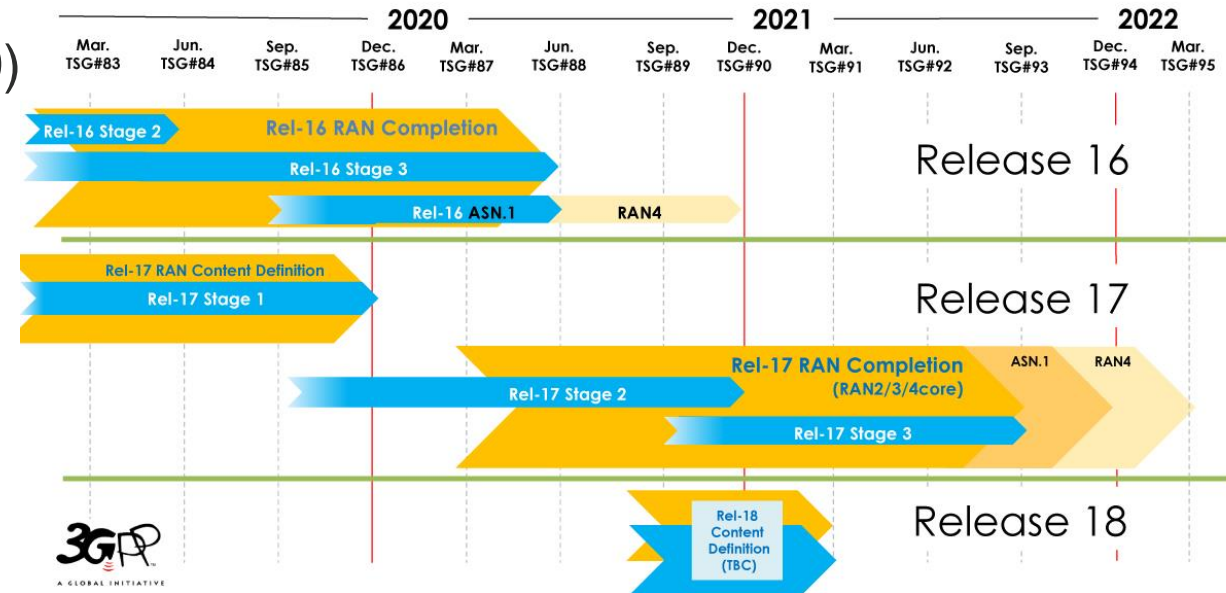 2020 2021 2022
Mar. Jun. Sep. Dec. Mar. Jun. Sep. Dec. Mar. Jun. Sep. Dec. Mar.
TSG#83 TSG#84 TSG#85 TSG#86 TSG#87 TSG#88 TSG#89 TSG#90 TSG#91 TSG#92 TSG#93 TSG#94 TSG#95
)
Rel-16 Stage 2
Rel-16 RAN Completion
Rel-16 Stage 3
Release 16
Rel-16 ASN.1
RAN4
Rel-17 RAN Content Definition
Rel-17 Stage 1
Release 17
Rel-17 RAN Completion
(RAN2/3/4core)
ASN.1
RAN4
Rel-17 Stage 2
Rel-17 Stage 3
Rel-18
Content
Definition
(TBC)
Release 18
3GPP
TM
A GLOBAL INITIATIVE